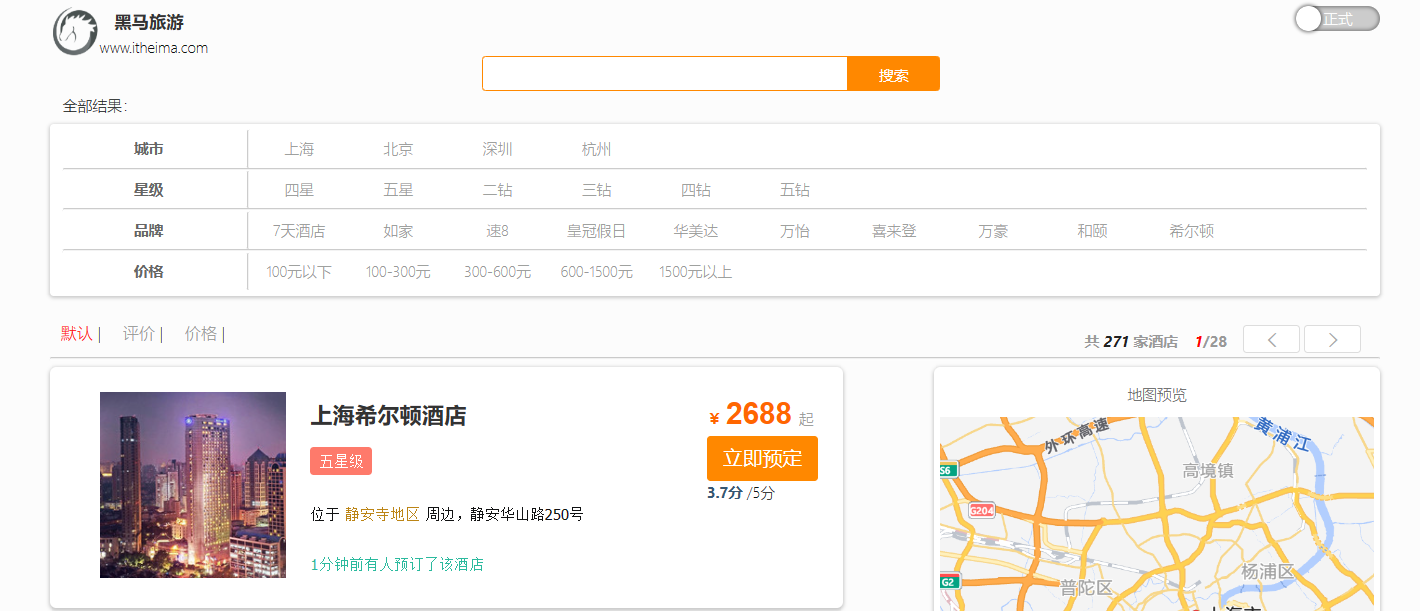 黑马旅游
www.itheima.com
正式
搜索
全部结果：
城市 上海 北京 深圳 杭州
星级 四星 五星 二钻 三钻 四钻 五钻
品牌 7天酒店 如家 速8 皇冠假日 华美达 万怡 喜来登 万豪 和颐 希尔顿
价格 100元以下 100-300元 300-600元 600-1500元 1500元以上
默认| 评价| 价格|
共 271 家酒店 1/28 < >
上海希尔顿酒店
五星级
位于 静安寺地区 周边，静安华山路250号
1分钟前有人预订了该酒店
¥ 2688 起
立即预定
3.7分 /5分
地图预览
外环高速
黄浦江
S6
高境镇
G204
杨浦区
G2
普陀区
上海市